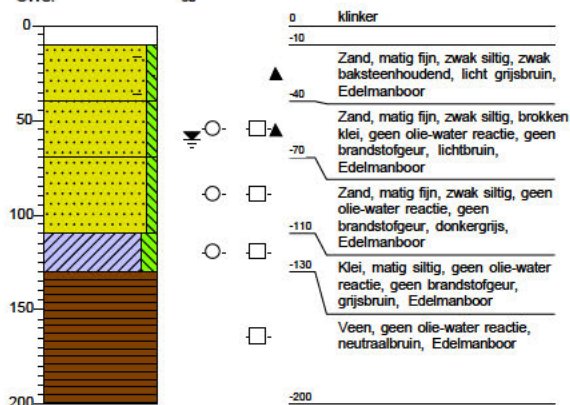 0
50
100
150
200
0 klinker
-10
Zand, matig fijn, zwak siltig, zwak
baksteenhoudend, licht grijsbruin,
Edelmanboor
-40
Zand, matig fijn, zwak siltig, brokken
klei, geen olie-water reactie, geen
brandstofgeur, lichtbruin,
Edelmanboor
-70
Zand, matig fijn, zwak siltig, geen
olie-water reactie, geen
brandstofgeur, donkergrijs,
Edelmanboor
-110
Klei, matig siltig, geen olie-water
reactie, geen brandstofgeur,
grijsbruin, Edelmanboor
-130
Veen, geen olie-water reactie,
neutraalbruin, Edelmanboor
-200